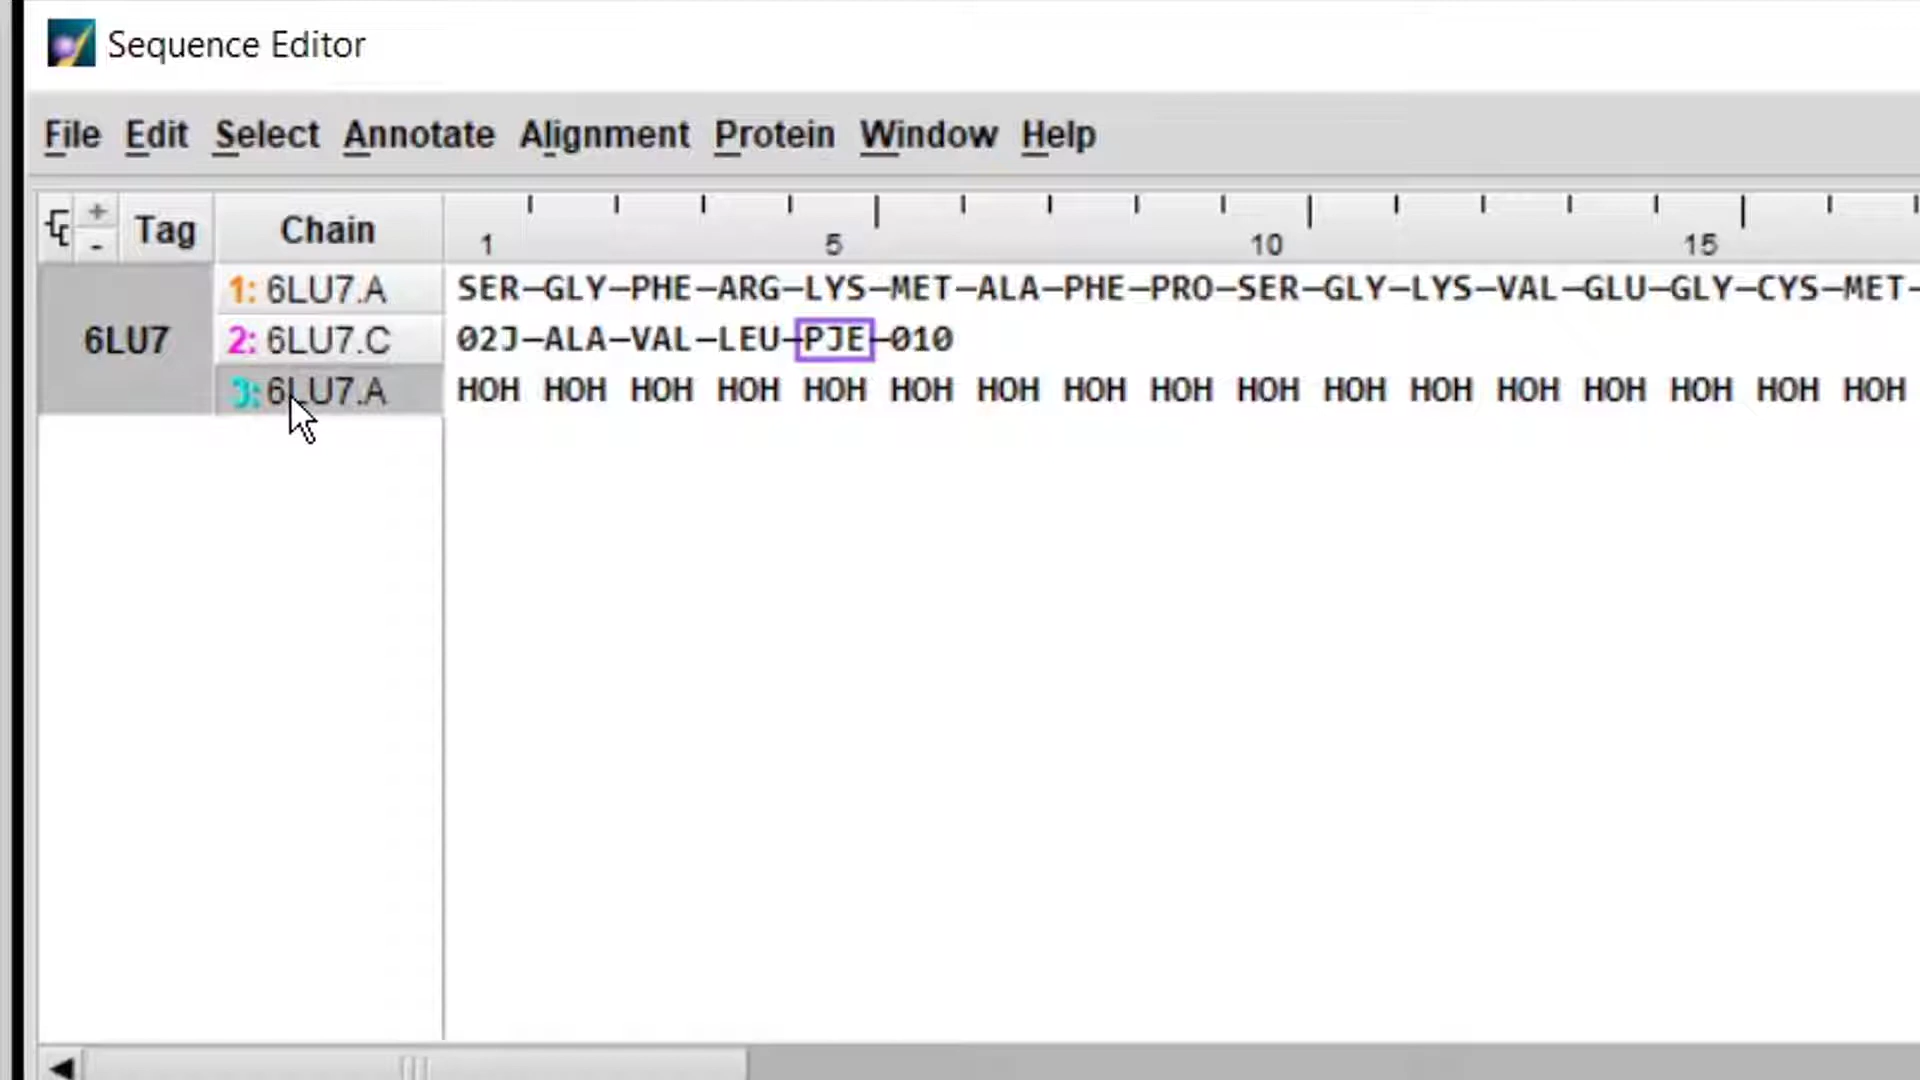 Sequence Editor
File Edit Select Annotate Alignment Protein Window Help
+ - Tag Chain 1 5 10 15
1: 6LU7.A SER-GLY-PHE-ARG-LYS-MET-ALA-PHE-PRO-SER-GLY-LYS-VAL-GLU-GLY-CYS-MET-
6LU7 2: 6LU7.C 02J-ALA-VAL-LEU-PJE-010
3: 6LU7.A HOH HOH HOH HOH HOH HOH HOH HOH HOH HOH HOH HOH HOH HOH HOH HOH HOH